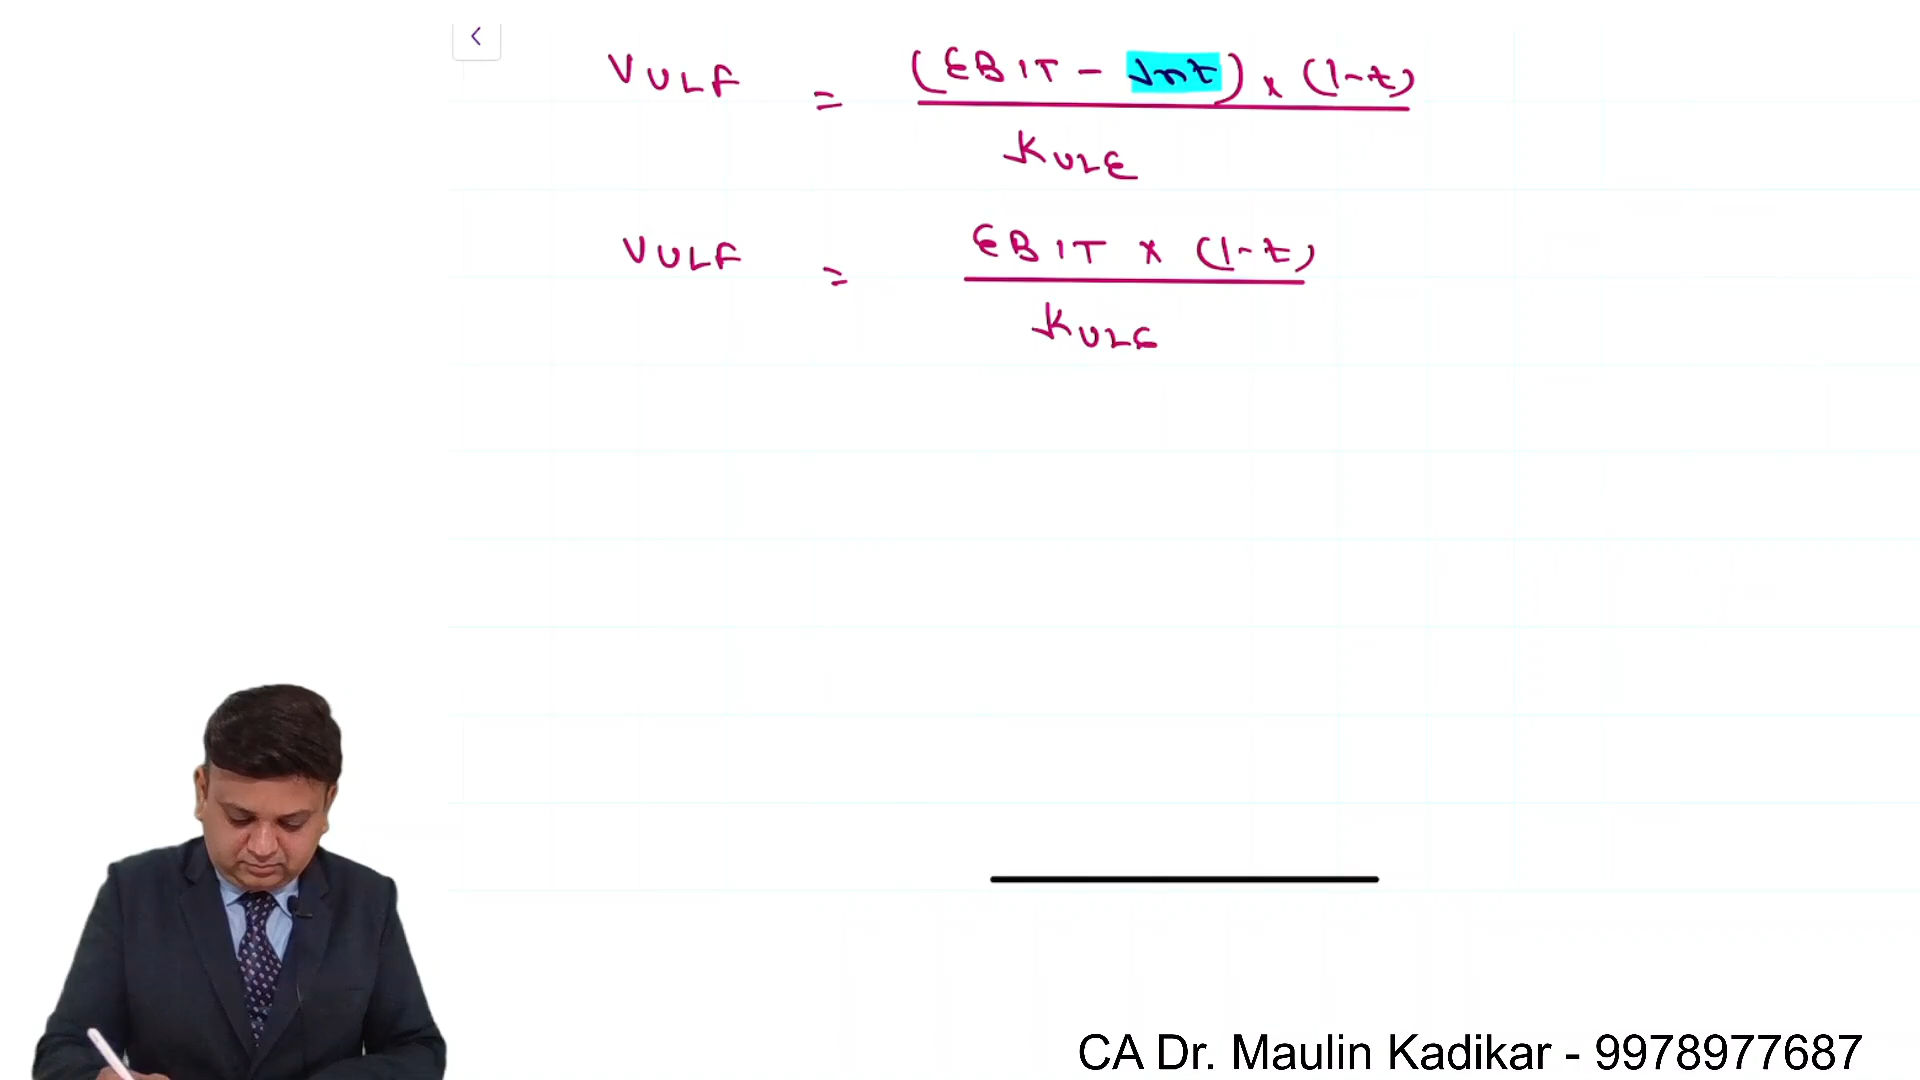 VULF = (EBIT - Int) x (1-t)
KULE
VULF = EBIT x (1-t)
KULE
CA Dr. Maulin Kadikar - 9978977687